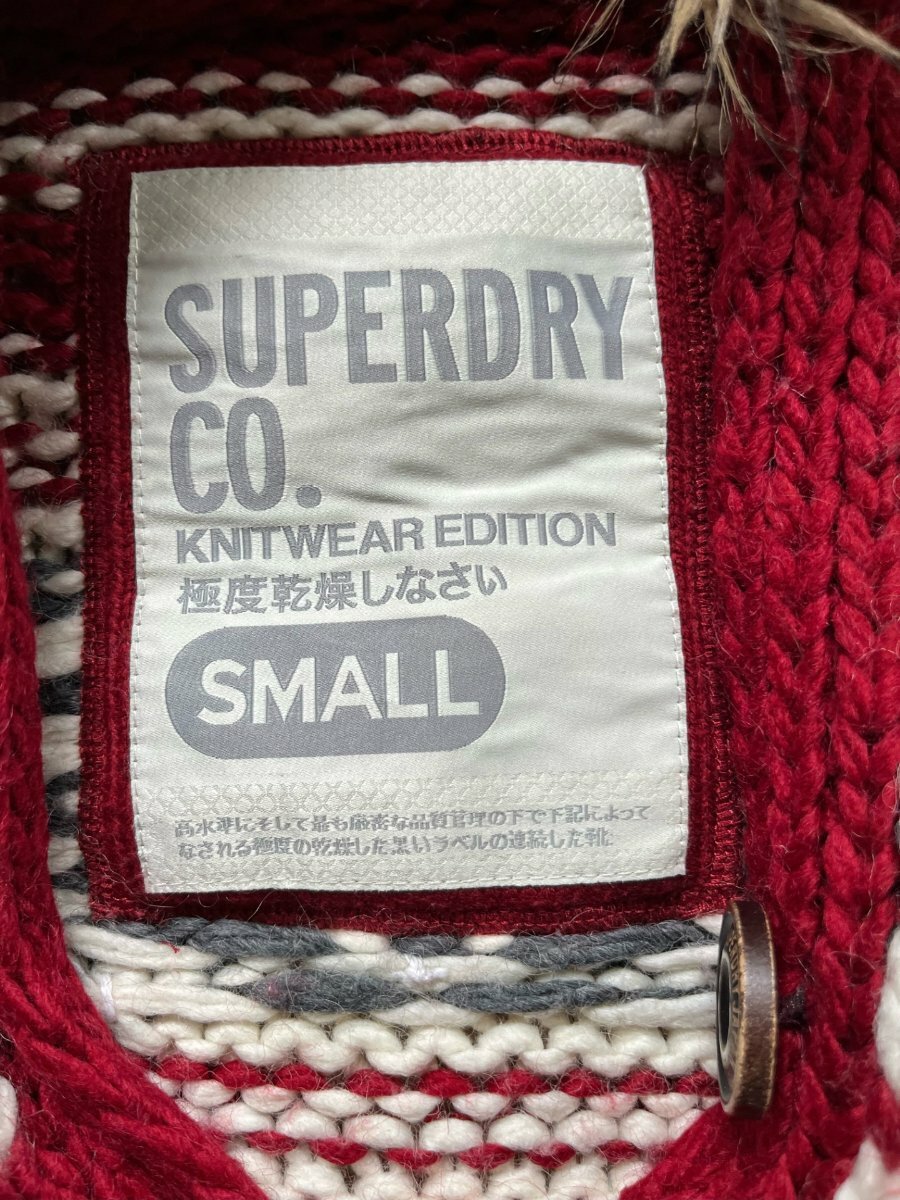 SUPERDRY
CO.
KNITWEAR EDITION
極度乾燥しなさい
SMALL
高水準にそして最も厳密な品質管理の下で下記によって
なされる極度の乾燥した黒いラベルの連続した靴.